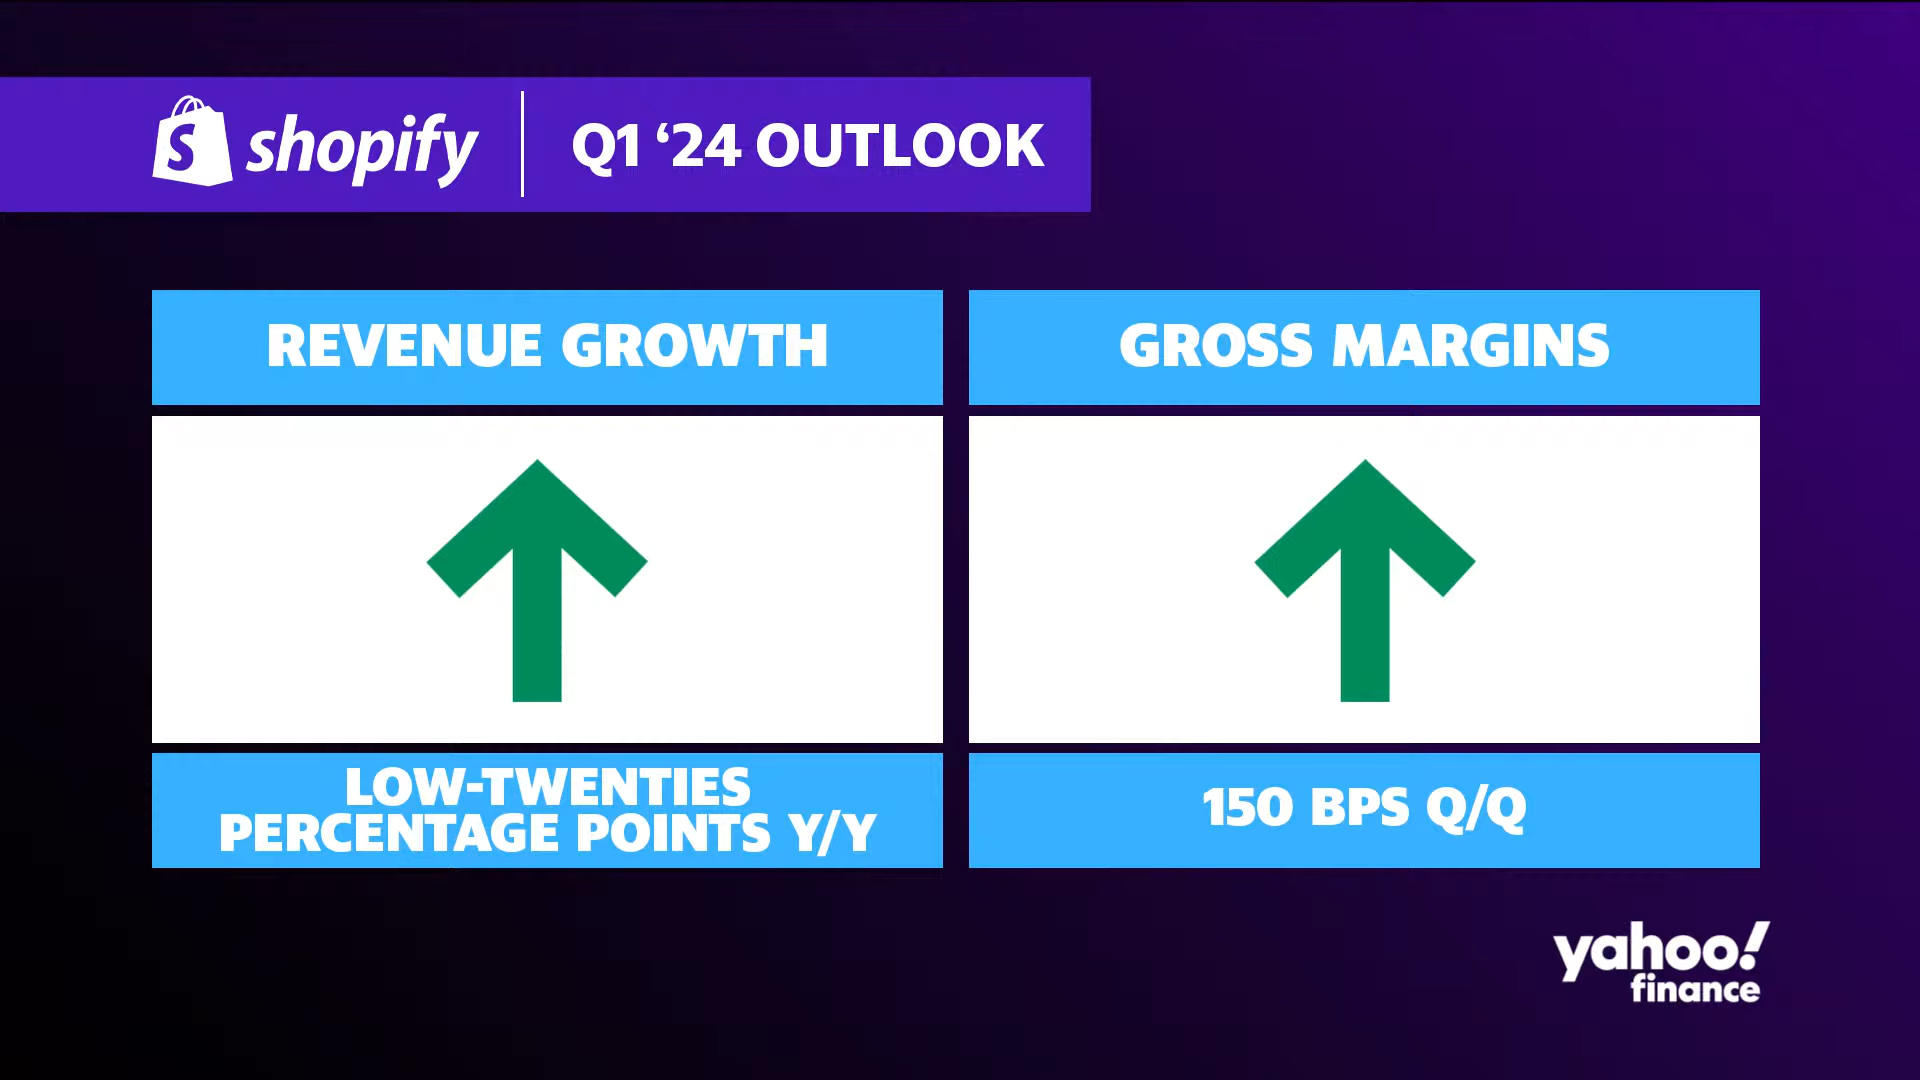 shopify
Q1 ‘24 OUTLOOK
REVENUE GROWTH
GROSS MARGINS
LOW-TWENTIES
PERCENTAGE POINTS Y/Y
150 BPS Q/Q
yahoo!
finance